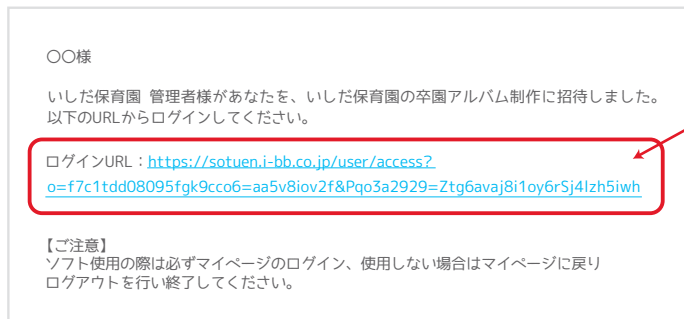 〇〇様
いしだ保育園 管理者様があなたを、いしだ保育園の卒園アルバム制作に招待しました。
以下のURLからログインしてください。
ログインURL：https://sotuen.i-bb.co.jp/user/access?
o=f7c1tdd08095fgk9cco6=aa5v8iov2f&Pqo3a2929=Ztg6avaj8i1oy6rSj4Izh5iwh
【ご注意】
ソフト使用の際は必ずマイページのログイン、使用しない場合はマイページに戻り
ログアウトを行い終了してください。